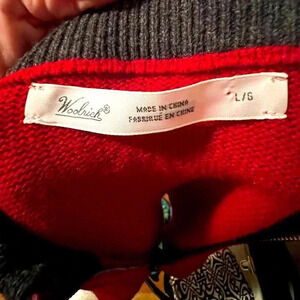 Woolrich®
MADE IN CHINA
FABRIQUÉ EN CHINE
L/G